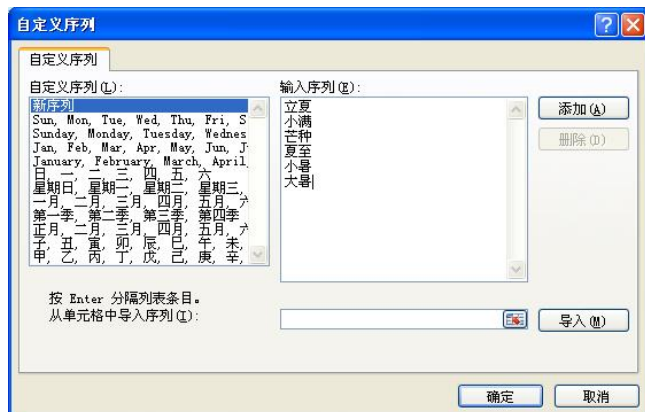 自定义序列
自定义序列
自定义序列(L):
新序列
Sun, Mon, Tue, Wed, Thu, Fri, S
Sunday, Monday, Tuesday, Wednes
Jan, Feb, Mar, Apr, May, Jun, J
January, February, March, April
日, 一, 二, 三, 四, 五, 六
星期日, 星期一, 星期二, 星期三,
一月, 二月, 三月, 四月, 五月, 六
第一季, 第二季, 第三季, 第四季
正月, 二月, 三月, 四月, 五月, 六
子, 丑, 寅, 卯, 辰, 巳, 午, 未,
甲, 乙, 丙, 丁, 戊, 己, 庚, 辛,
输入序列(E):
立夏
小满
芒种
夏至
小暑
大暑
添加(A)
删除(D)
按 Enter 分隔列表条目。
从单元格中导入序列(I):
导入(M)
确定
取消